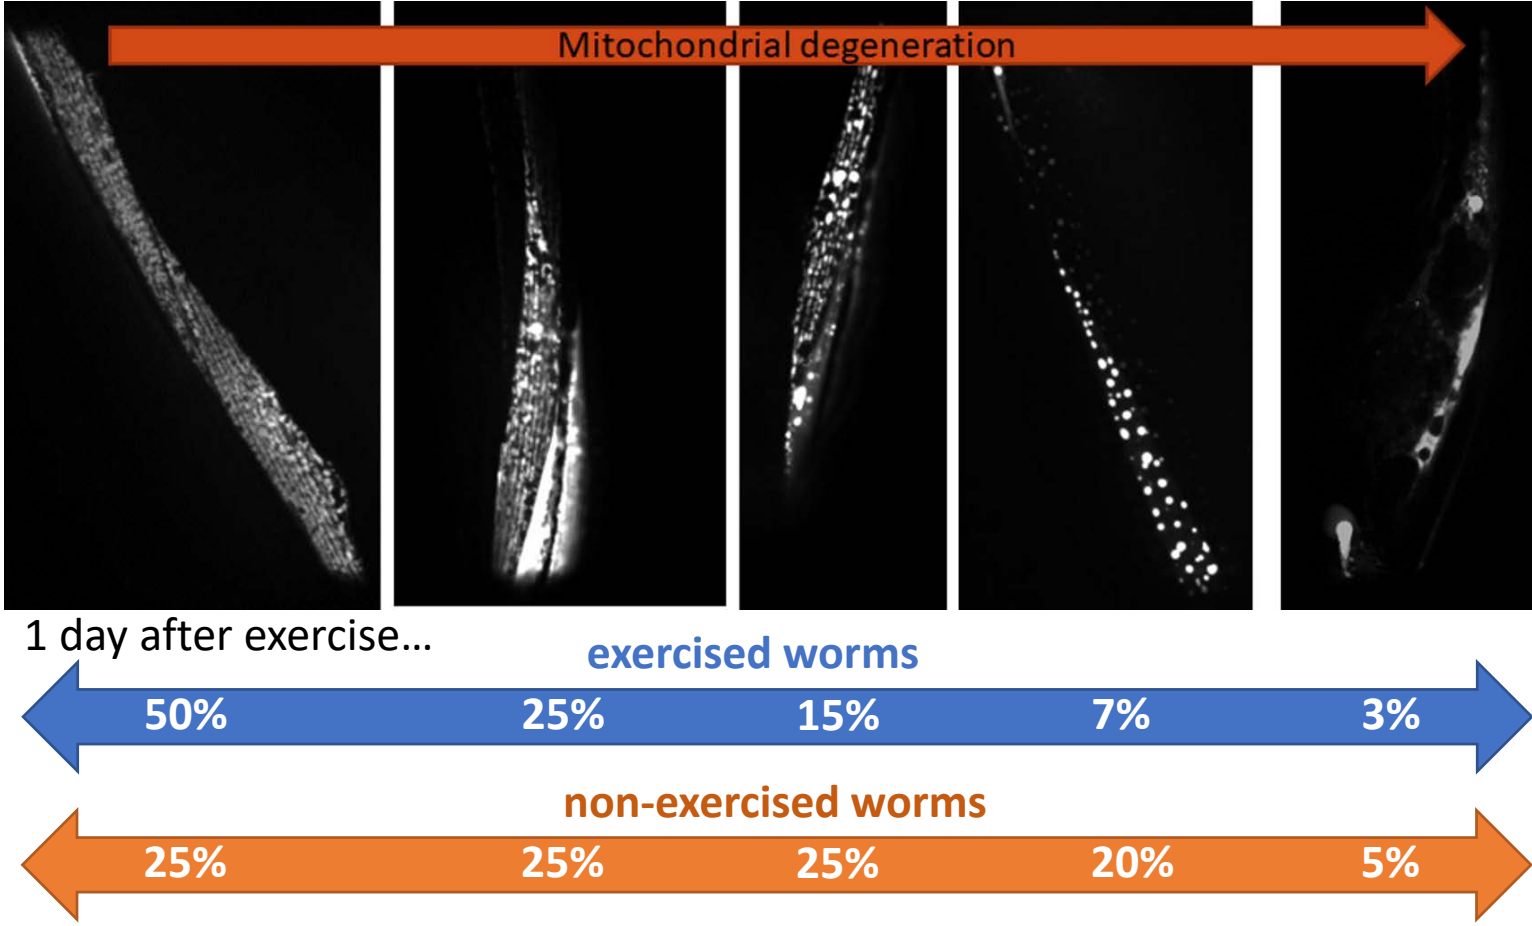 Mitochondrial degeneration
1 day after exercise...
exercised worms
50% 25% 15% 7% 3%
non-exercised worms
25% 25% 25% 20% 5%